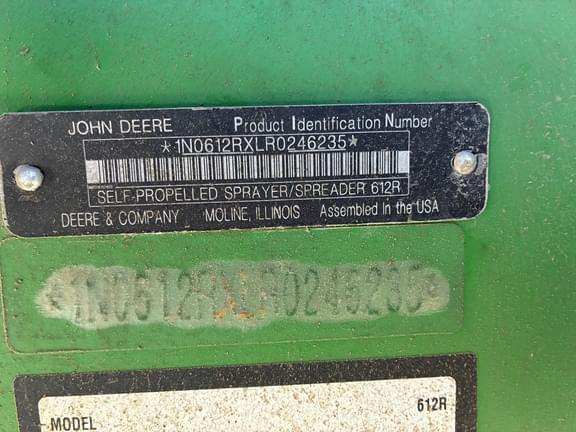 JOHN DEERE Product Identification Number
*1N0612RXLR0246235*
SELF-PROPELLED SPRAYER/SPREADER 612R
DEERE & COMPANY MOLINE, ILLINOIS Assembled in the USA
*1N0612RXLR0246235*
MODEL 612R